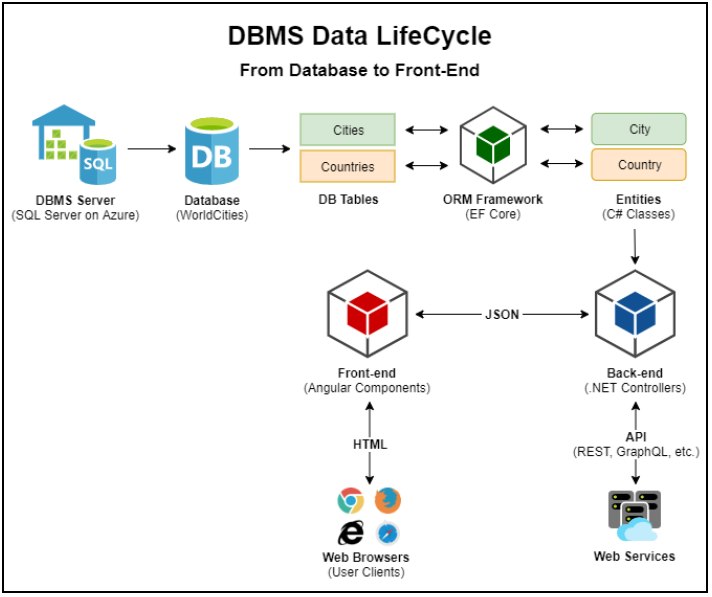 DBMS Data LifeCycle
From Database to Front-End
SQL
DB
Cities
Countries
City
Country
DBMS Server
(SQL Server on Azure)
Database
(WorldCities)
DB Tables
ORM Framework
(EF Core)
Entities
(C# Classes)
JSON
Front-end
(Angular Components)
Back-end
(.NET Controllers)
HTML
API
(REST, GraphQL, etc.)
Web Browsers
(User Clients)
Web Services